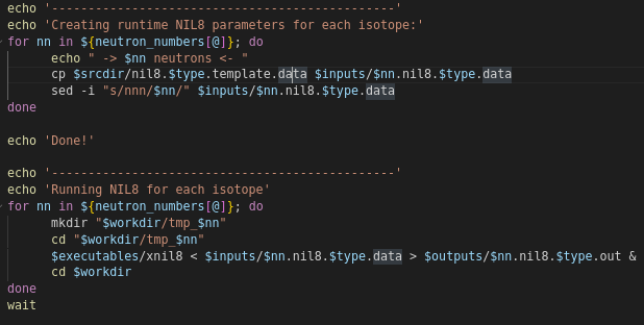 echo '---------------------------------------------'
echo 'Creating runtime NIL8 parameters for each isotope:'
for nn in ${neutron_numbers[@]}; do
echo " -> $nn neutrons <- "
cp $srcdir/nil8.$type.template.data $inputs/$nn.nil8.$type.data
sed -i "s/nnn/$nn/" $inputs/$nn.nil8.$type.data
done
echo 'Done!'
echo '---------------------------------------------'
echo 'Running NIL8 for each isotope'
for nn in ${neutron_numbers[@]}; do
mkdir "$workdir/tmp_$nn"
cd "$workdir/tmp_$nn"
$executables/xnil8 < $inputs/$nn.nil8.$type.data > $outputs/$nn.nil8.$type.out &
cd $workdir
done
wait